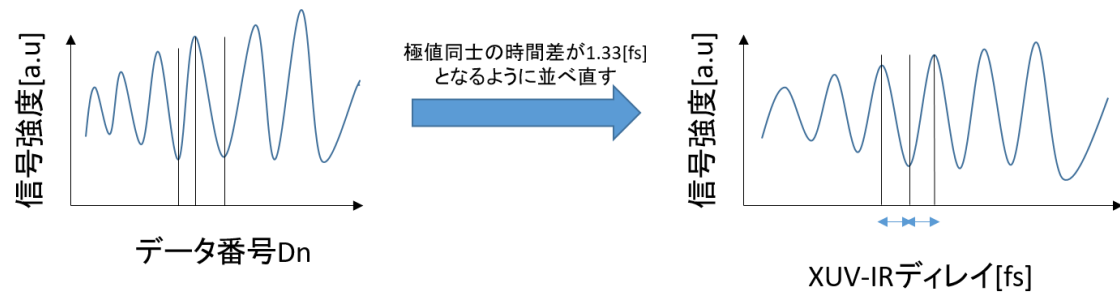 信号強度[a.u]
データ番号Dn
極値同士の時間差が1.33[fs]
となるように並べ直す
信号強度[a.u]
XUV-IRディレイ[fs]